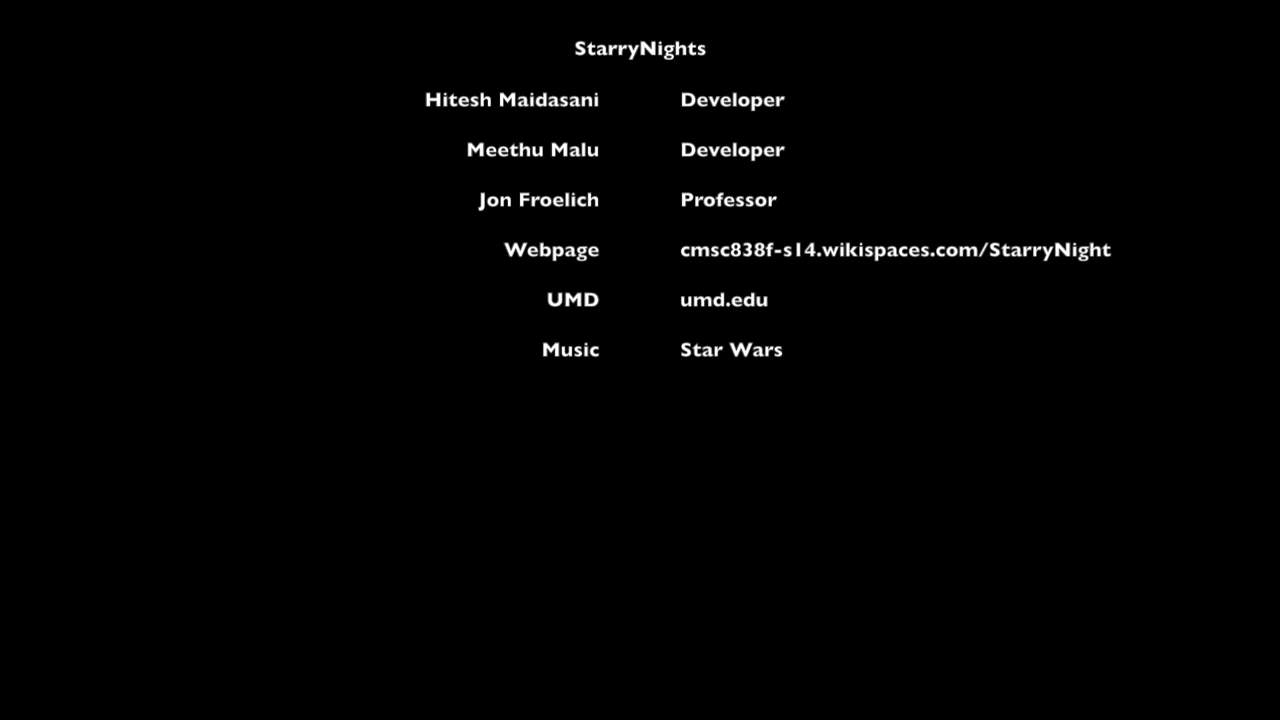 StarryNights
Hitesh Maidasani Developer
Meethu Malu Developer
Jon Froelich Professor
Webpage cmsc838f-s14.wikispaces.com/StarryNight
UMD umd.edu
Music Star Wars